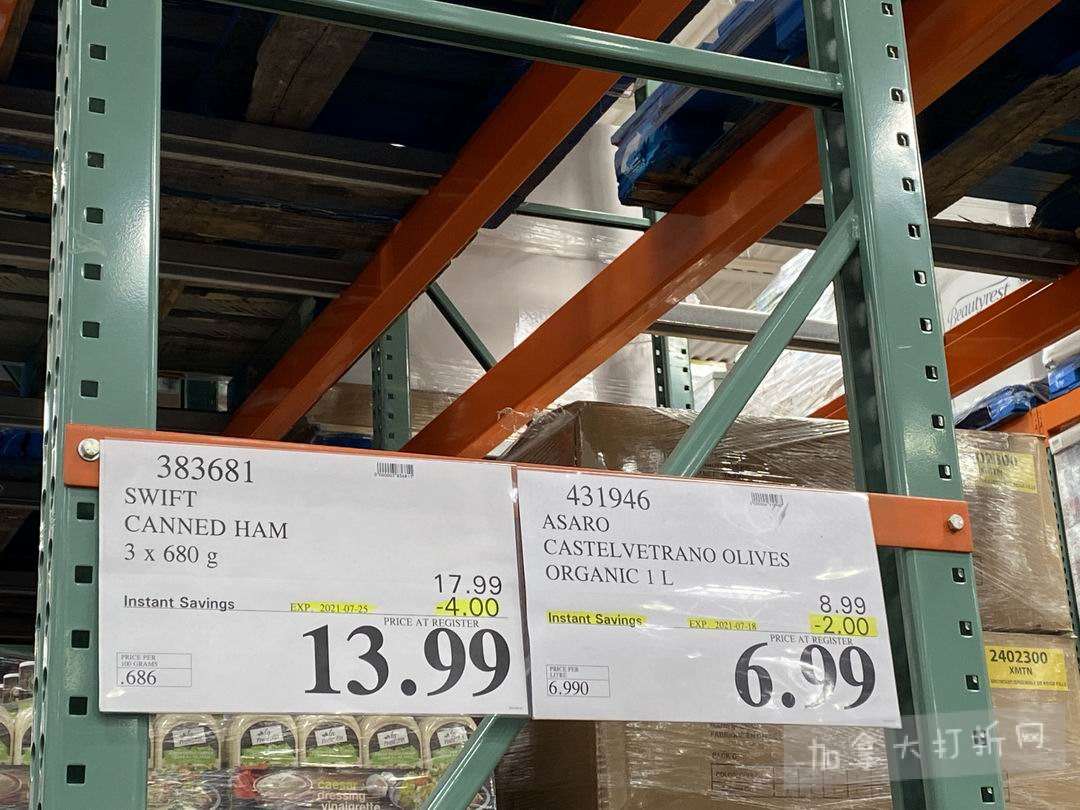 Beautyrest
383681
SWIFT
CANNED HAM
3 x 680 g
17.99
Instant Savings EXP. 2021-07-25 -4.00
PRICE AT REGISTER
13.99
PRICE PER
100 GRAMS
.686
431946
ASARO
CASTELVETRANO OLIVES
ORGANIC 1 L
8.99
Instant Savings EXP. 2021-07-18 -2.00
PRICE AT REGISTER
6.99
PRICE PER
LITRE
6.990
2402300
XMTN
caesar
dressing
vinaigrette
加拿大打折网